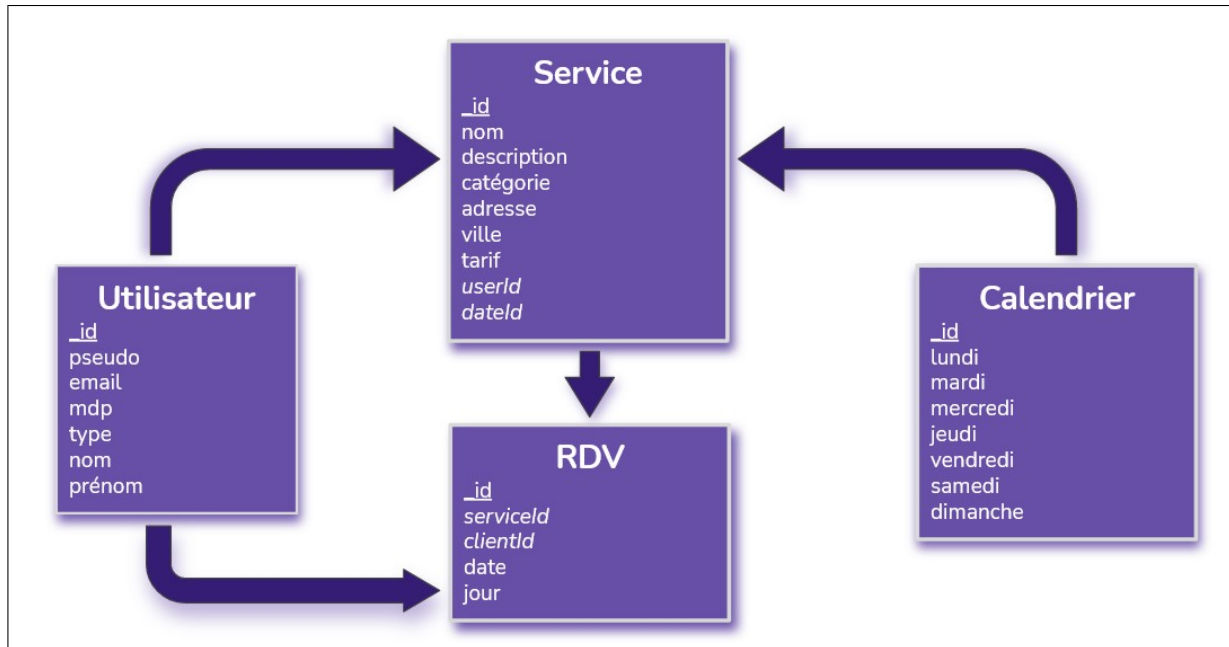 Service
_id
nom
description
catégorie
adresse
ville
tarif
userId
dateId
Utilisateur
_id
pseudo
email
mdp
type
nom
prénom
Calendrier
_id
lundi
mardi
mercredi
jeudi
vendredi
samedi
dimanche
RDV
_id
serviceId
clientId
date
jour